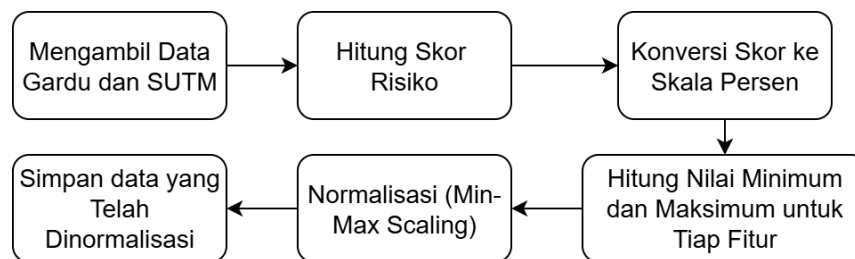 Mengambil Data
Gardu dan SUTM
Hitung Skor
Risiko
Konversi Skor ke
Skala Persen
Hitung Nilai Minimum
dan Maksimum untuk
Tiap Fitur
Normalisasi (Min-
Max Scaling)
Simpan data yang
Telah
Dinormalisasi